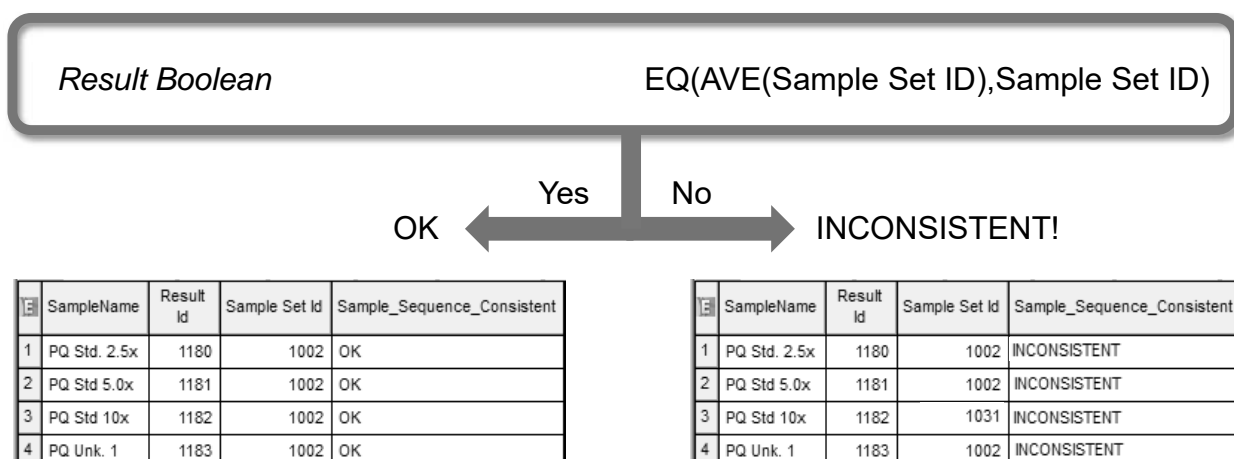 Result Boolean EQ(AVE(Sample Set ID),Sample Set ID)
Yes No
OK INCONSISTENT!
SampleName Result Id Sample Set Id Sample_Sequence_Consistent
1 PQ Std. 2.5x 1180 1002 OK
2 PQ Std 5.0x 1181 1002 OK
3 PQ Std 10x 1182 1002 OK
4 PQ Unk. 1 1183 1002 OK
SampleName Result Id Sample Set Id Sample_Sequence_Consistent
1 PQ Std. 2.5x 1180 1002 INCONSISTENT
2 PQ Std 5.0x 1181 1002 INCONSISTENT
3 PQ Std 10x 1182 1031 INCONSISTENT
4 PQ Unk. 1 1183 1002 INCONSISTENT